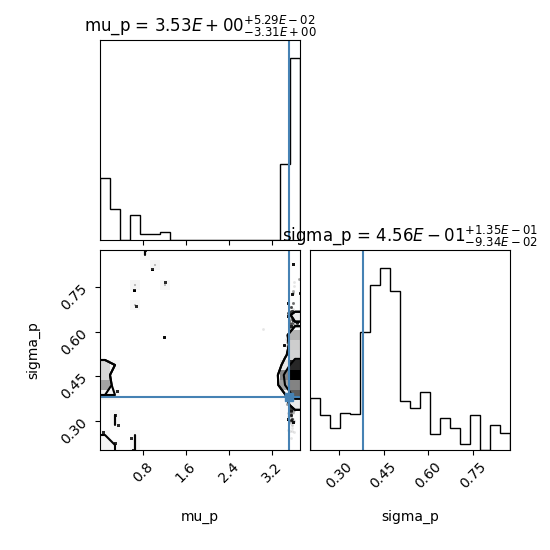 mu_p = 3.53E+00+5.29E−02
−3.31E+00
sigma_p = 4.56E−01+1.35E−01
−9.34E−02
sigma_p
0.75
0.60
0.45
0.30
0.8 1.6 2.4 3.2
0.30 0.45 0.60 0.75
mu_p
sigma_p